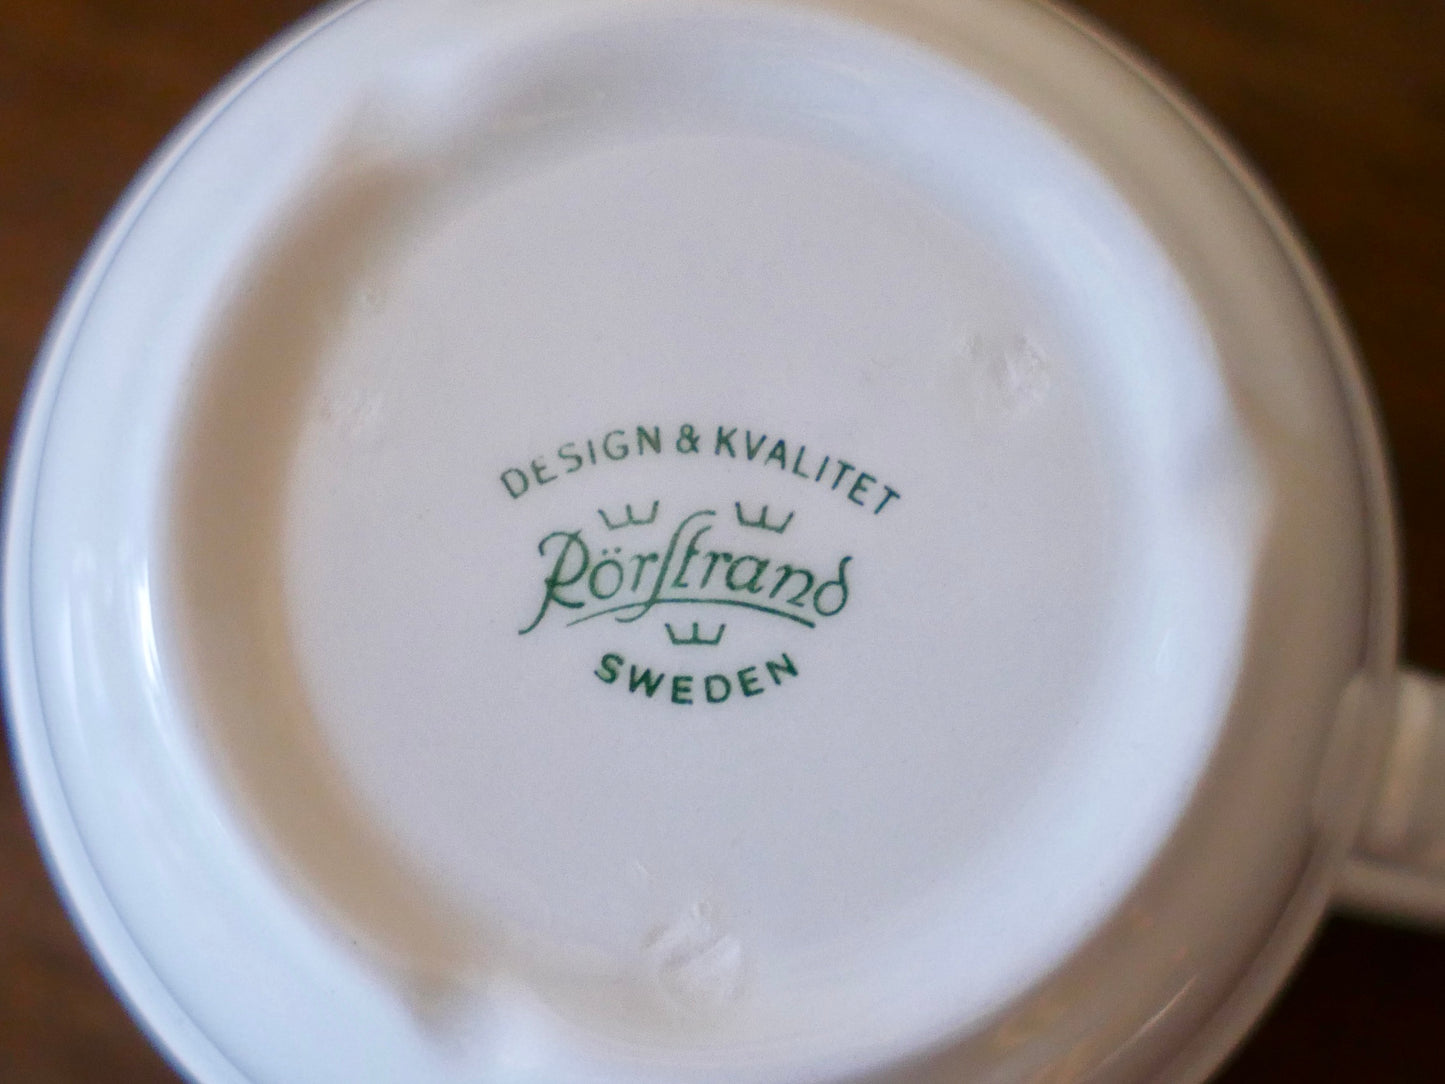 DESIGN & KVALITET
Rörstrand
SWEDEN